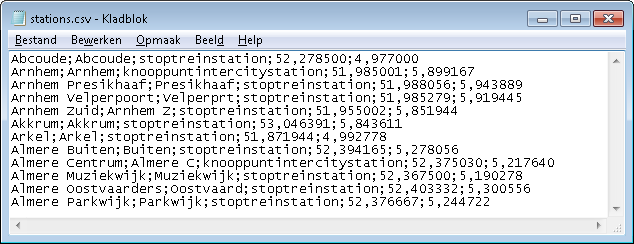 stations.csv - Kladblok
Bestand Bewerken Opmaak Beeld Help
Abcoude;Abcoude;stoptreinstation;52,278500;4,977000
Arnhem;Arnhem;knooppuntintercitystation;51,985001;5,899167
Arnhem Presikhaaf;Presikhaaf;stoptreinstation;51,988056;5,943889
Arnhem Velperpoort;Velperprt;stoptreinstation;51,985279;5,919445
Arnhem Zuid;Arnhem Z;stoptreinstation;51,955002;5,851944
Akkrum;Akkrum;stoptreinstation;53,046391;5,843611
Arkel;Arkel;stoptreinstation;51,871944;4,992778
Almere Buiten;Buiten;stoptreinstation;52,394165;5,278056
Almere Centrum;Almere C;knooppuntintercitystation;52,375030;5,217640
Almere Muziekwijk;Muziekwijk;stoptreinstation;52,367500;5,190278
Almere Oostvaarders;Oostvaard;stoptreinstation;52,403332;5,300556
Almere Parkwijk;Parkwijk;stoptreinstation;52,376667;5,244722